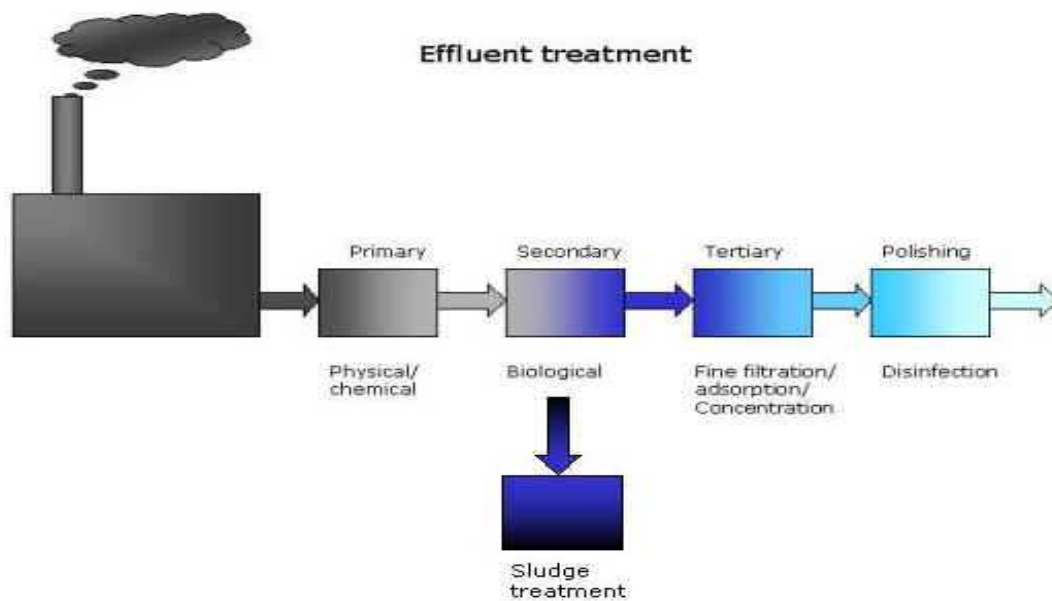 Effluent treatment
Primary
Secondary
Tertiary
Polishing
Physical/
chemical
Biological
Fine filtration/
adsorption/
Concentration
Disinfection
Sludge
treatment